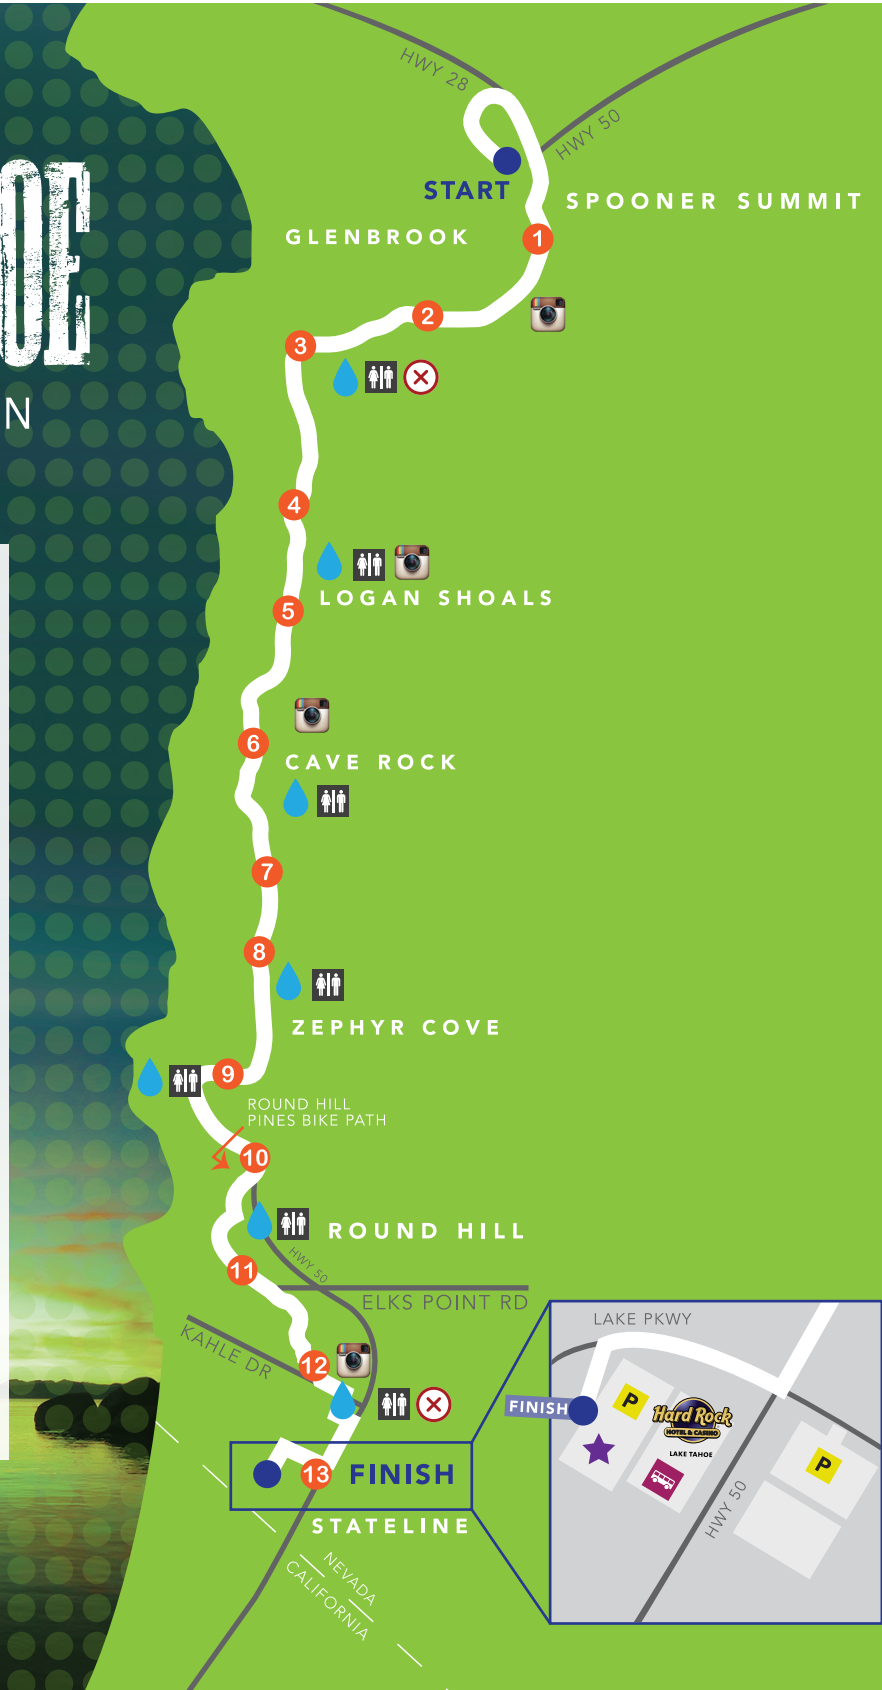 HWY 28
HWY 50
START
SPOONER SUMMIT
GLENBROOK
1
2
3
OE
N
4
LOGAN SHOALS
5
6
CAVE ROCK
7
8
ZEPHYR COVE
9
ROUND HILL
PINES BIKE PATH
10
ROUND HILL
11
HWY 50
ELKS POINT RD
KAHLE DR
12
LAKE PKWY
FINISH
P
Hard Rock
HOTEL & CASINO
LAKE TAHOE
P
HWY 50
13
FINISH
STATELINE
NEVADA
CALIFORNIA